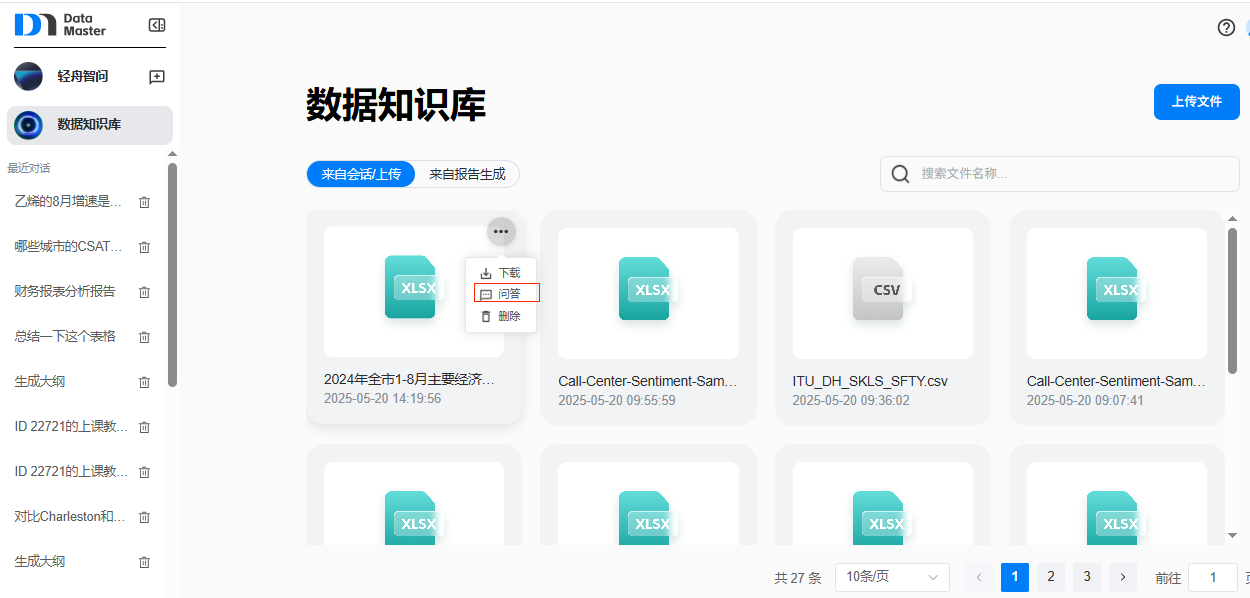 Data
Master
轻舟智问
数据知识库
最近对话
乙烯的8月增速是...
哪些城市的CSAT...
财务报表分析报告
总结一下这个表格
生成大纲
ID 22721的上课教...
ID 22721的上课教...
对比Charleston和...
生成大纲
数据知识库
上传文件
来自会话/上传
来自报告生成
搜索文件名称...
XLSX
下载
问答
删除
2024年全市1-8月主要经济...
2025-05-20 14:19:56
XLSX
Call-Center-Sentiment-Sam...
2025-05-20 09:55:59
CSV
ITU_DH_SKLS_SFTY.csv
2025-05-20 09:36:02
XLSX
Call-Center-Sentiment-Sam...
2025-05-20 09:07:41
XLSX
XLSX
XLSX
XLSX
共 27 条
10条/页
1
2
3
前往
1